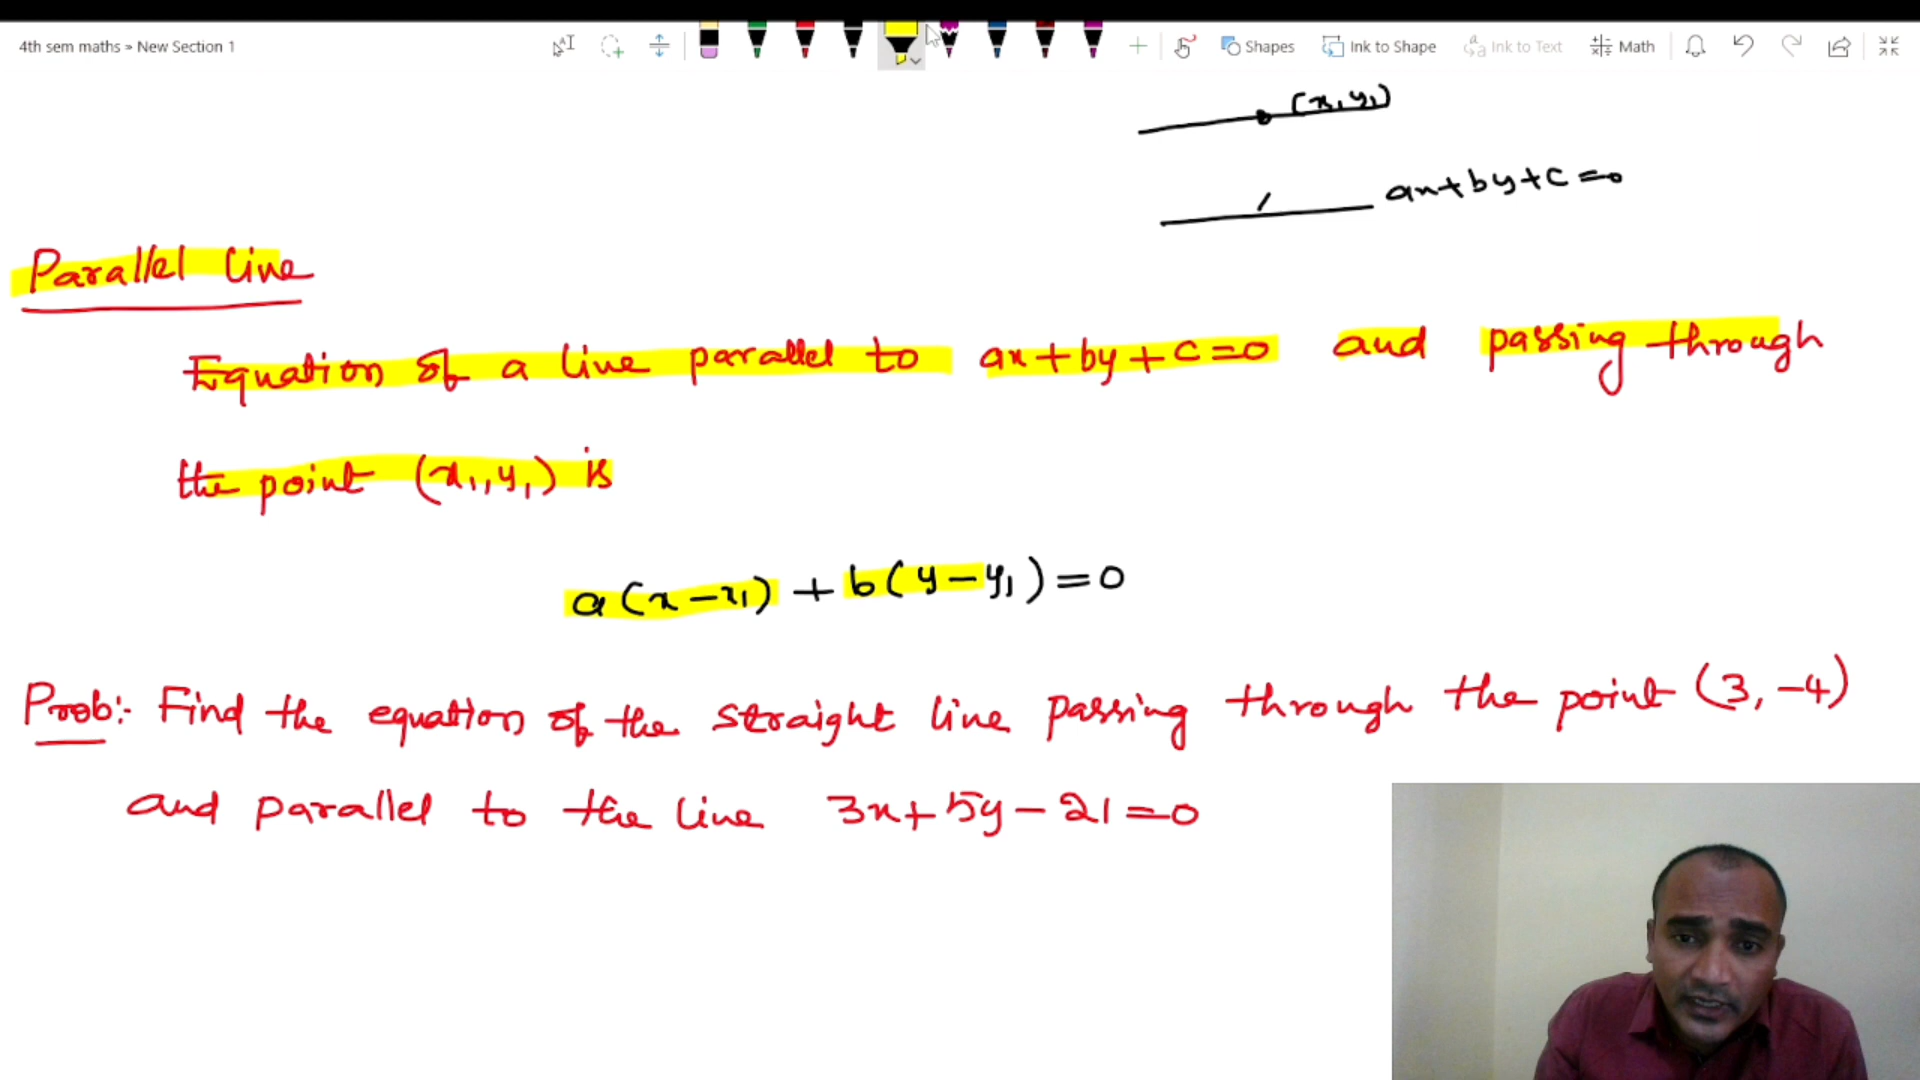 4th sem maths » New Section 1
Shapes Ink to Shape Ink to Text Math
(x1, y1)
ax+by+c=0
Parallel line
Equation of a line parallel to ax+by+c=0 and passing through
the point (x1, y1) is
a(x-x1) + b(y-y1)=0
Prob:- Find the equation of the straight line passing through the point (3, -4)
and parallel to the line 3x+5y-21=0